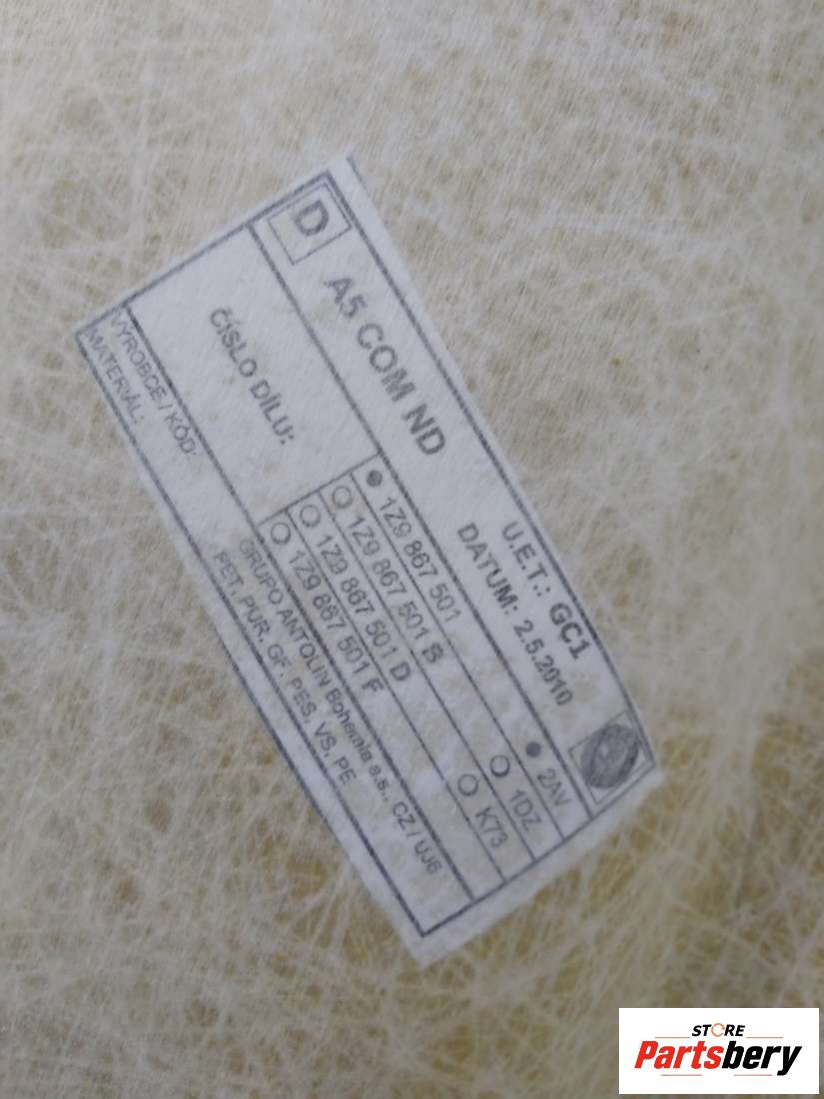 D
A5 COM ND
U.E.T.: GC1
DATUM: 2.5.2010
ČÍSLO DÍLU:
1Z9 867 501
2AV
1Z9 867 501 B
1DZ
1Z9 867 501 D
K73
1Z9 867 501 F
VÝROBCE / KÓD:
GRUPO ANTOLIN Bohemia a.s., CZ / UJ6
MATERIÁL:
PET, PUR, GF, PES, VS, PE
STORE
Partsbery